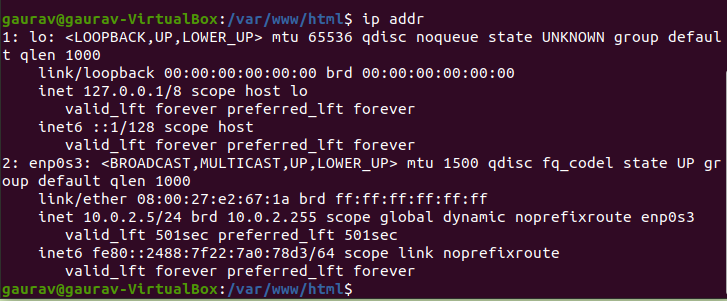 gaurav@gaurav-VirtualBox:/var/www/html$ ip addr
1: lo: <LOOPBACK,UP,LOWER_UP> mtu 65536 qdisc noqueue state UNKNOWN group defaul
t qlen 1000
    link/loopback 00:00:00:00:00:00 brd 00:00:00:00:00:00
    inet 127.0.0.1/8 scope host lo
       valid_lft forever preferred_lft forever
    inet6 ::1/128 scope host
       valid_lft forever preferred_lft forever
2: enp0s3: <BROADCAST,MULTICAST,UP,LOWER_UP> mtu 1500 qdisc fq_codel state UP gr
oup default qlen 1000
    link/ether 08:00:27:e2:67:1a brd ff:ff:ff:ff:ff:ff
    inet 10.0.2.5/24 brd 10.0.2.255 scope global dynamic noprefixroute enp0s3
       valid_lft 501sec preferred_lft 501sec
    inet6 fe80::2488:7f22:7a0:78d3/64 scope link noprefixroute
       valid_lft forever preferred_lft forever
gaurav@gaurav-VirtualBox:/var/www/html$